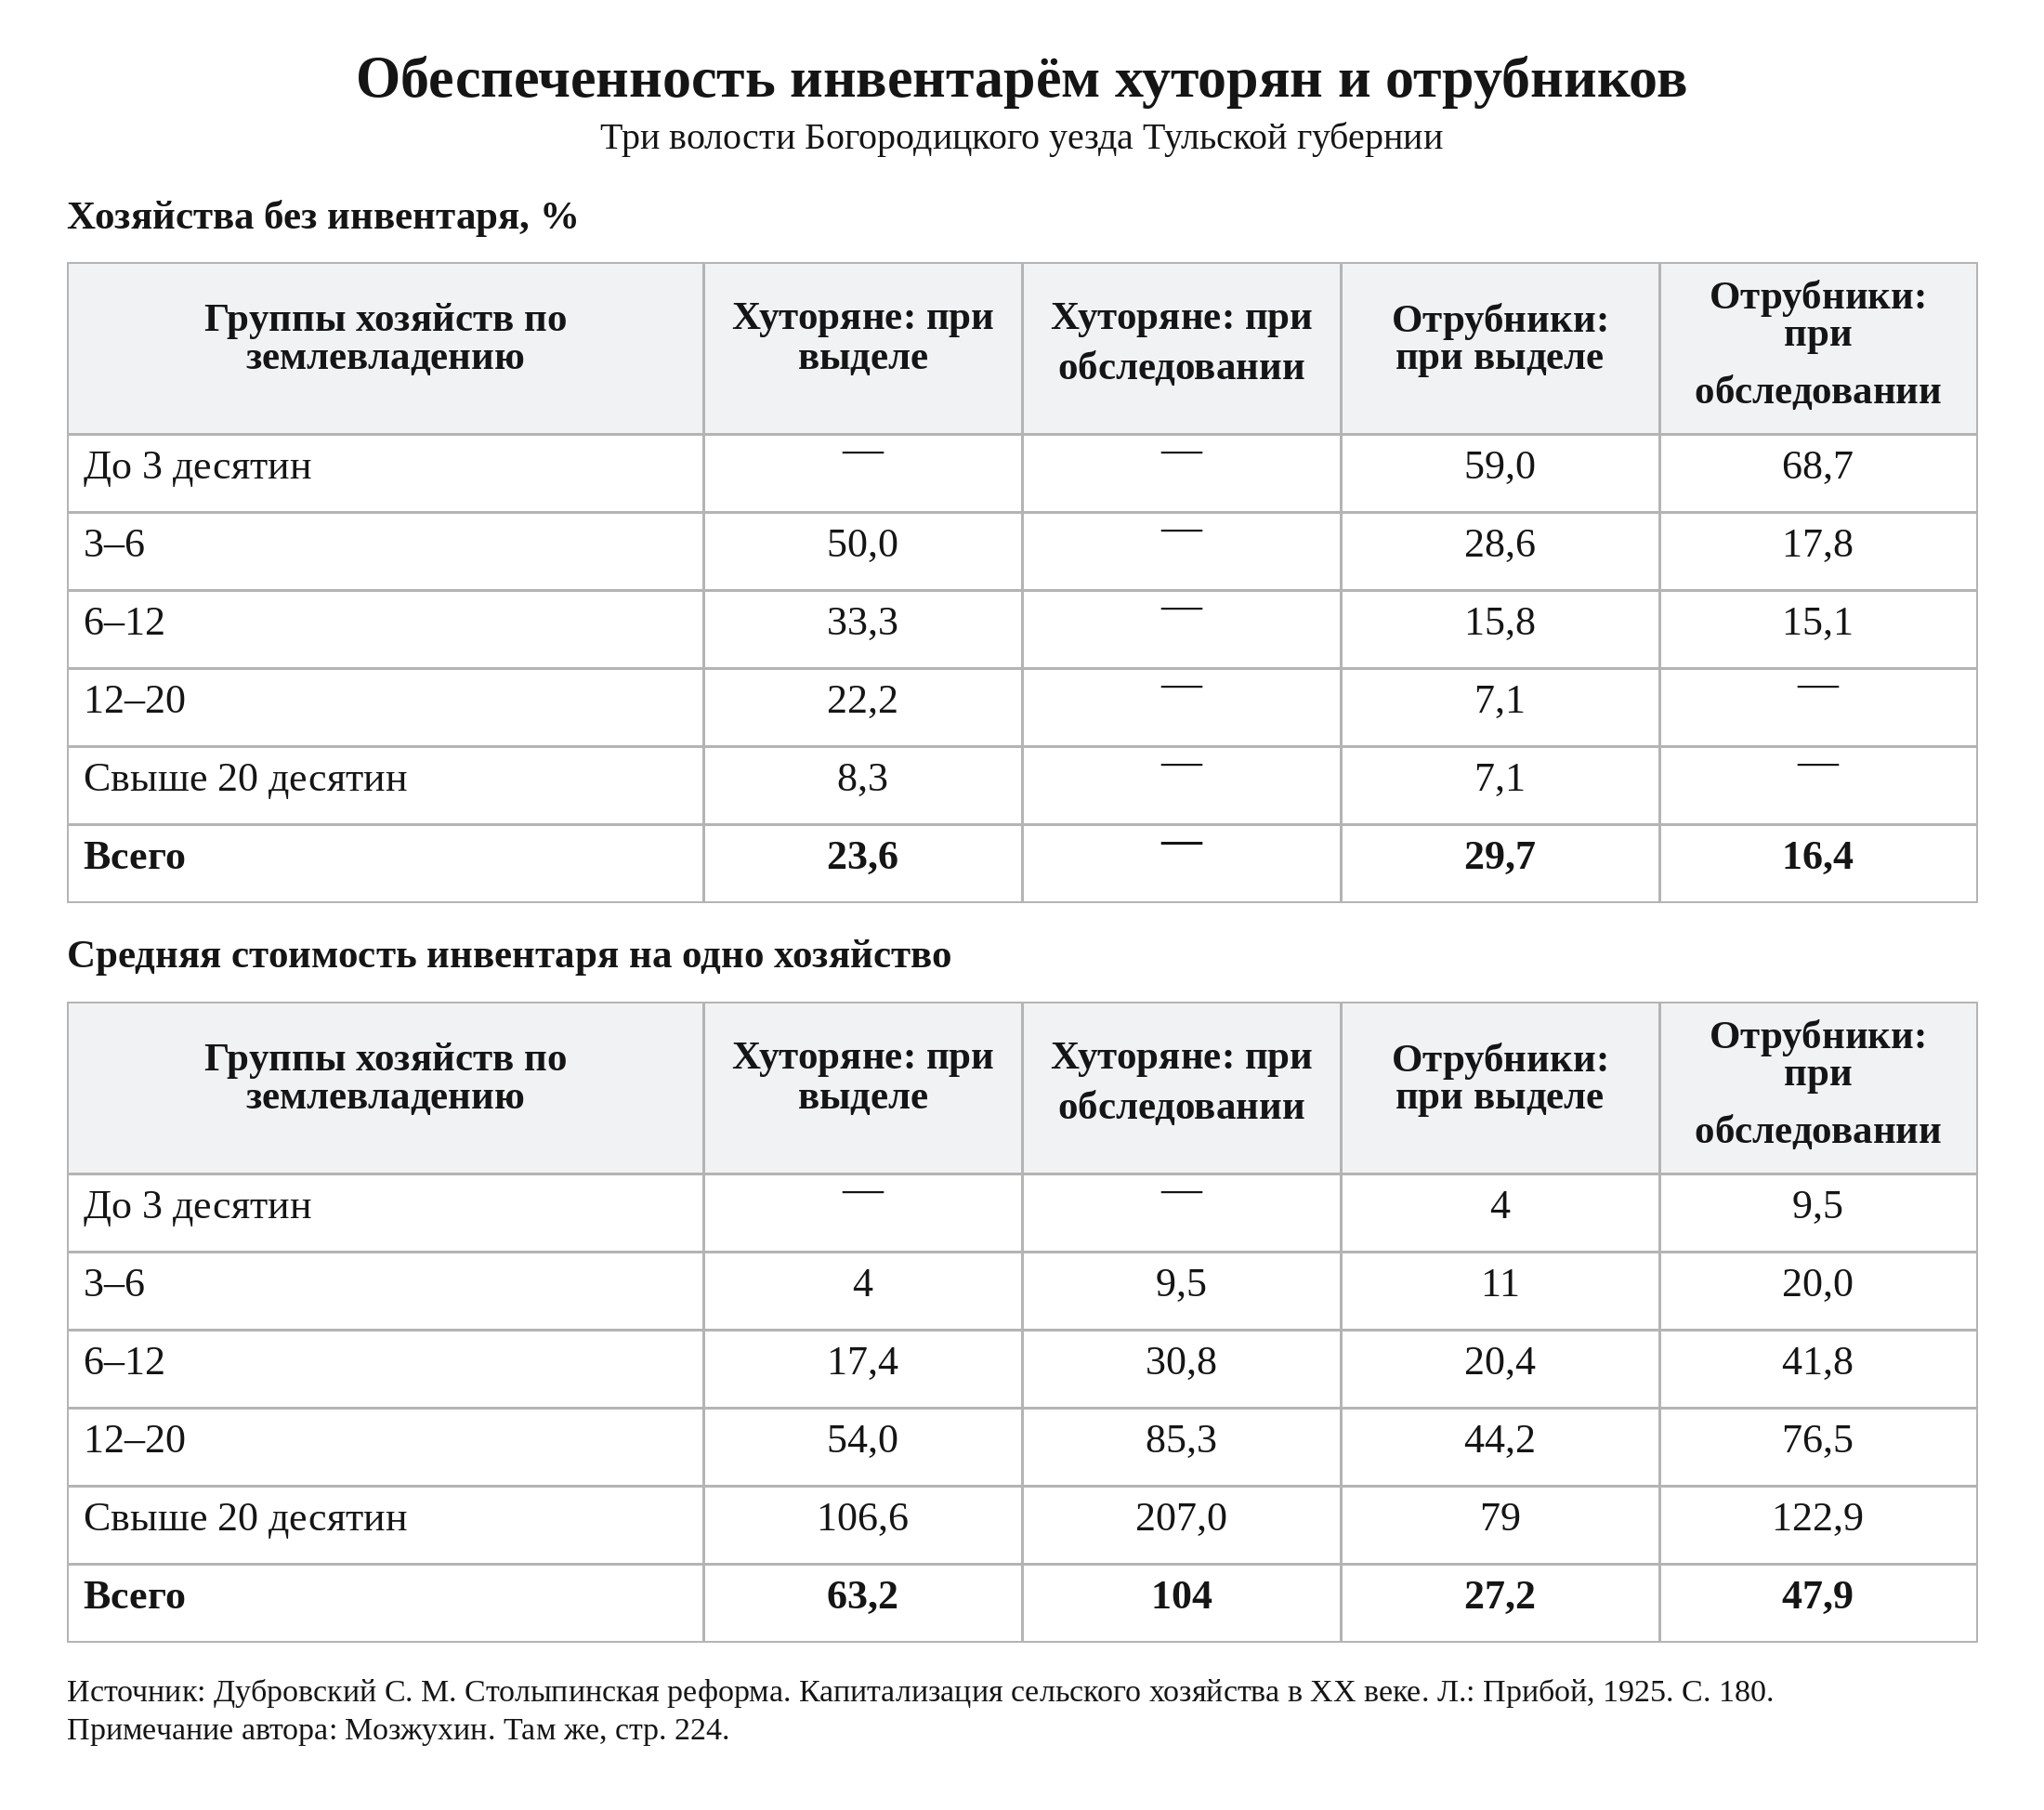 Обеспеченность инвентарём хуторян и отрубников
Три волости Богородицкого уезда Тульской губернии
Хозяйства без инвентаря, %
Группы хозяйств по землевладению | Хуторяне: при выделе | Хуторяне: при обследовании | Отрубники: при выделе | Отрубники: при обследовании
До 3 десятин | — | — | 59,0 | 68,7
3–6 | 50,0 | — | 28,6 | 17,8
6–12 | 33,3 | — | 15,8 | 15,1
12–20 | 22,2 | — | 7,1 | —
Свыше 20 десятин | 8,3 | — | 7,1 | —
Всего | 23,6 | — | 29,7 | 16,4
Средняя стоимость инвентаря на одно хозяйство
Группы хозяйств по землевладению | Хуторяне: при выделе | Хуторяне: при обследовании | Отрубники: при выделе | Отрубники: при обследовании
До 3 десятин | — | — | 4 | 9,5
3–6 | 4 | 9,5 | 11 | 20,0
6–12 | 17,4 | 30,8 | 20,4 | 41,8
12–20 | 54,0 | 85,3 | 44,2 | 76,5
Свыше 20 десятин | 106,6 | 207,0 | 79 | 122,9
Всего | 63,2 | 104 | 27,2 | 47,9
Источник: Дубровский С. М. Столыпинская реформа. Капитализация сельского хозяйства в XX веке. Л.: Прибой, 1925. С. 180.
Примечание автора: Мозжухин. Там же, стр. 224.